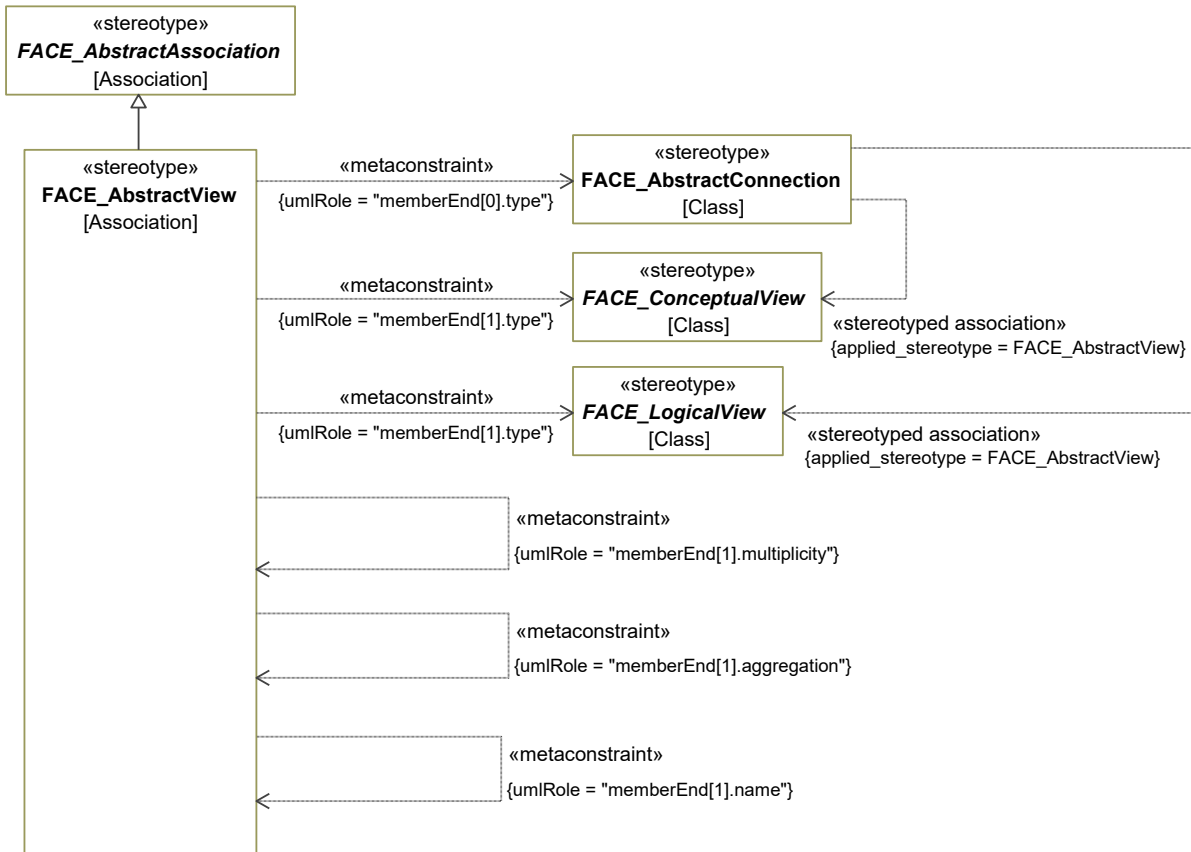 «stereotype»
FACE_AbstractAssociation
[Association]
«stereotype»
FACE_AbstractView
[Association]
«metaconstraint»
{umlRole = "memberEnd[0].type"}
«stereotype»
FACE_AbstractConnection
[Class]
«metaconstraint»
{umlRole = "memberEnd[1].type"}
«stereotype»
FACE_ConceptualView
[Class]
«stereotyped association»
{applied_stereotype = FACE_AbstractView}
«metaconstraint»
{umlRole = "memberEnd[1].type"}
«stereotype»
FACE_LogicalView
[Class]
«stereotyped association»
{applied_stereotype = FACE_AbstractView}
«metaconstraint»
{umlRole = "memberEnd[1].multiplicity"}
«metaconstraint»
{umlRole = "memberEnd[1].aggregation"}
«metaconstraint»
{umlRole = "memberEnd[1].name"}